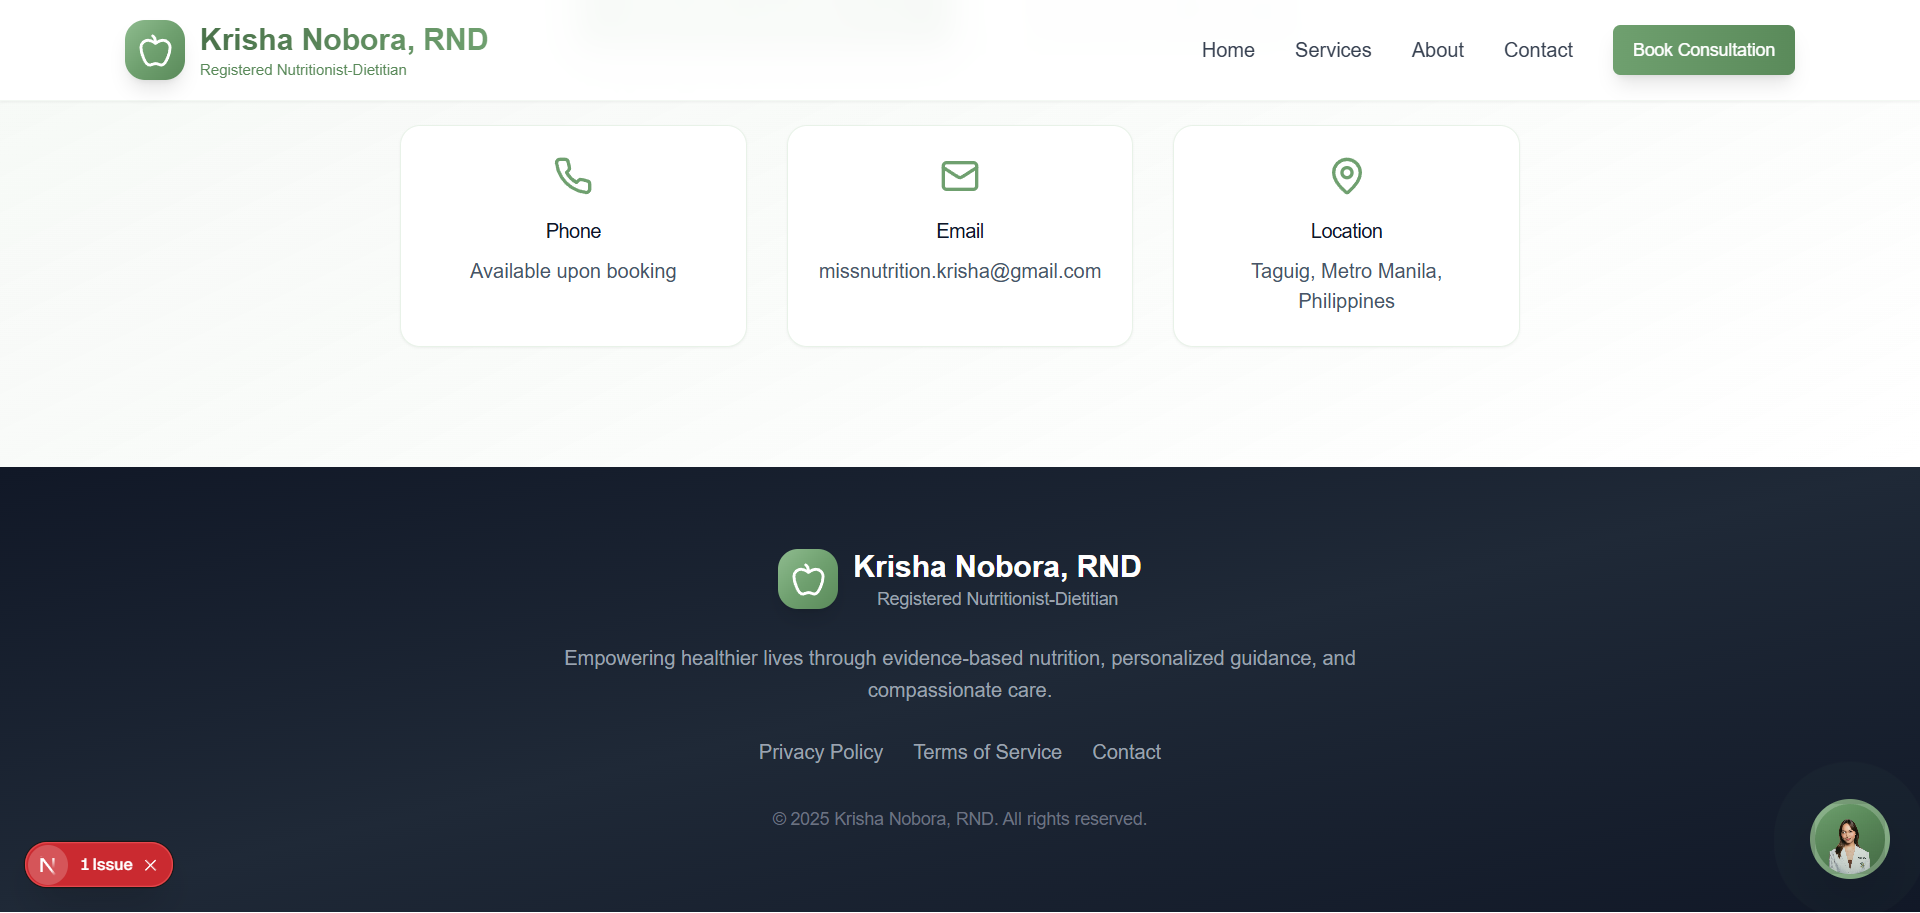 Krisha Nobora, RND
Registered Nutritionist-Dietitian
Home
Services
About
Contact
Book Consultation
Phone
Available upon booking
Email
missnutrition.krisha@gmail.com
Location
Taguig, Metro Manila,
Philippines
Krisha Nobora, RND
Registered Nutritionist-Dietitian
Empowering healthier lives through evidence-based nutrition, personalized guidance, and
compassionate care.
Privacy Policy
Terms of Service
Contact
© 2025 Krisha Nobora, RND. All rights reserved.
N
1 Issue